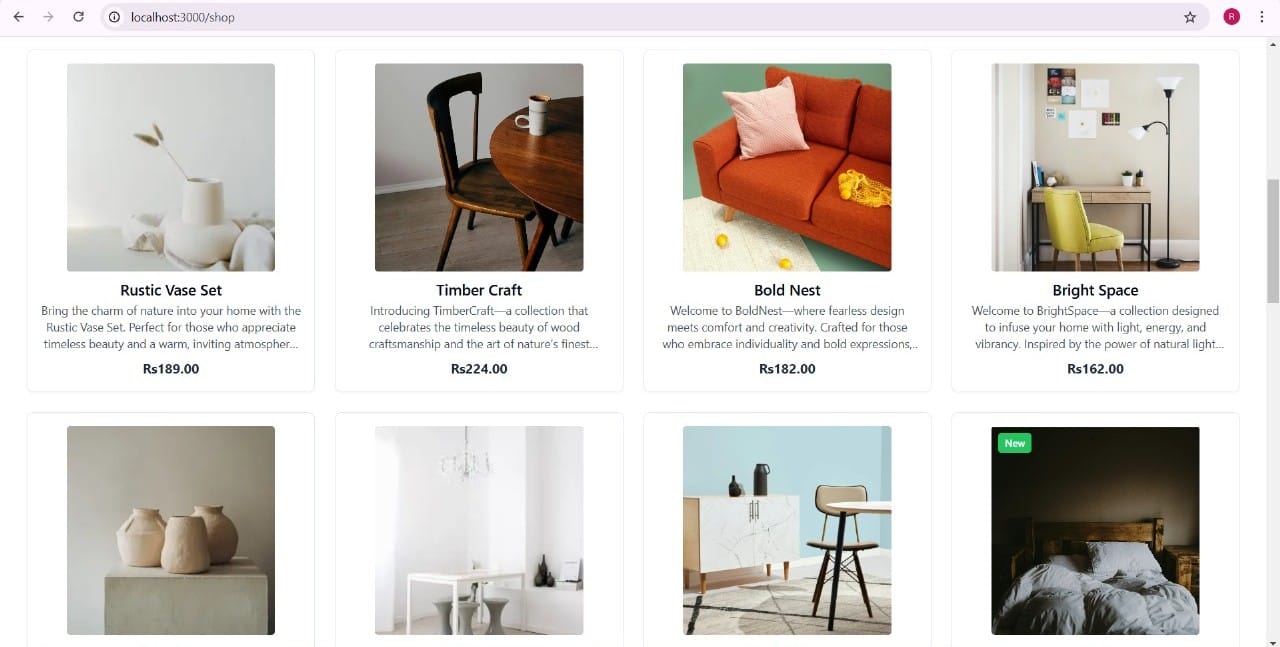 localhost:3000/shop
R
Rustic Vase Set
Bring the charm of nature into your home with the
Rustic Vase Set. Perfect for those who appreciate
timeless beauty and a warm, inviting atmospher...
Rs189.00
Timber Craft
Introducing TimberCraft—a collection that
celebrates the timeless beauty of wood
craftsmanship and the art of nature's finest...
Rs224.00
Bold Nest
Welcome to BoldNest—where fearless design
meets comfort and creativity. Crafted for those
who embrace individuality and bold expressions,..
Rs182.00
Bright Space
Welcome to BrightSpace—a collection designed
to infuse your home with light, energy, and
vibrancy. Inspired by the power of natural light...
Rs162.00
New